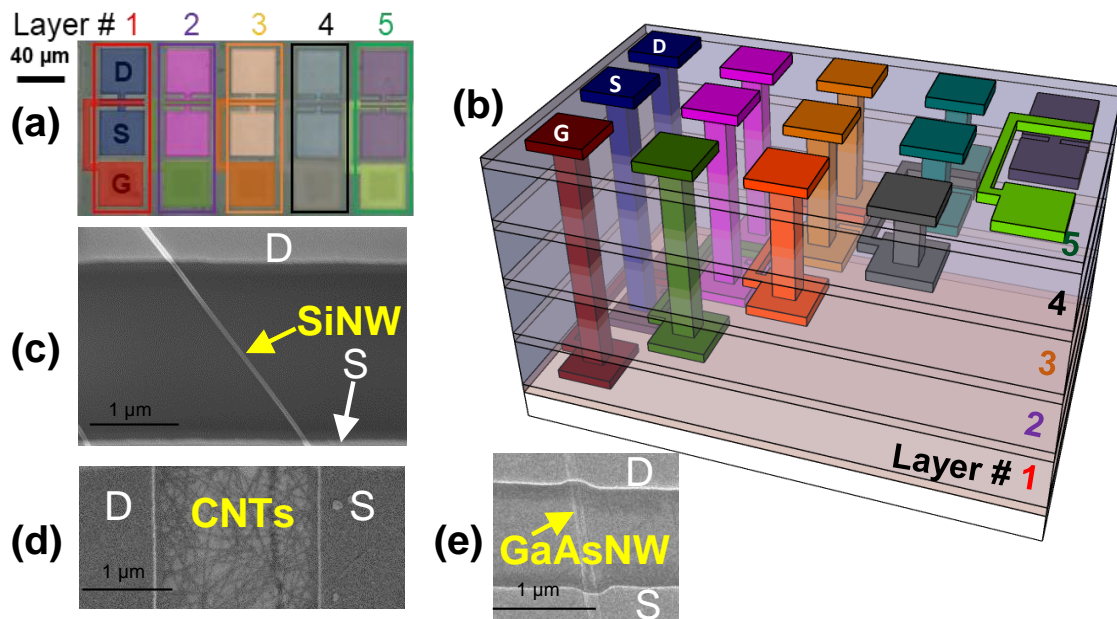 Layer # 1 2 3 4 5
40 µm
(a)
D
S
G
(b)
D
S
G
5
4
3
2
Layer # 1
(c)
D
SiNW
S
1 µm
(d)
D
CNTs
S
1 µm
(e)
D
GaAsNW
1 µm
S